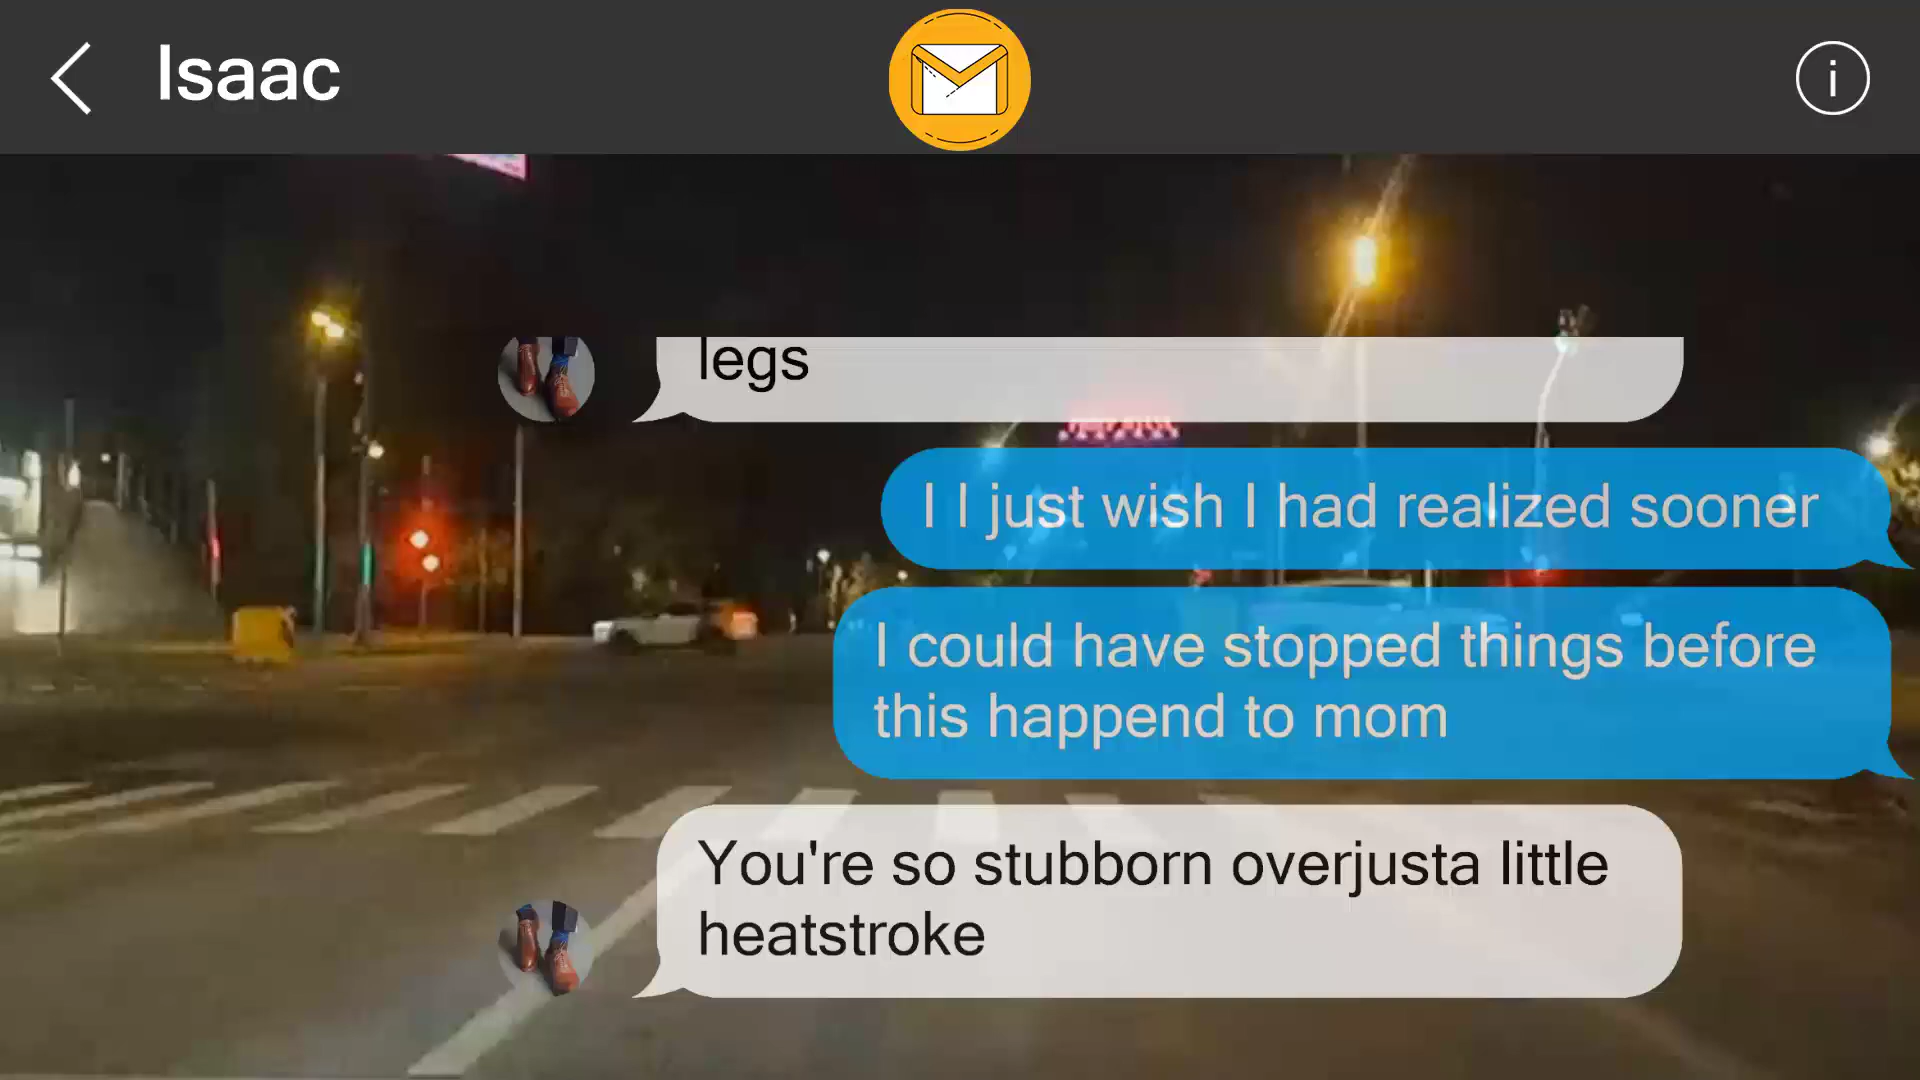 Isaac
legs
I I just wish I had realized sooner
I could have stopped things before
this happend to mom
You're so stubborn overjusta little
heatstroke